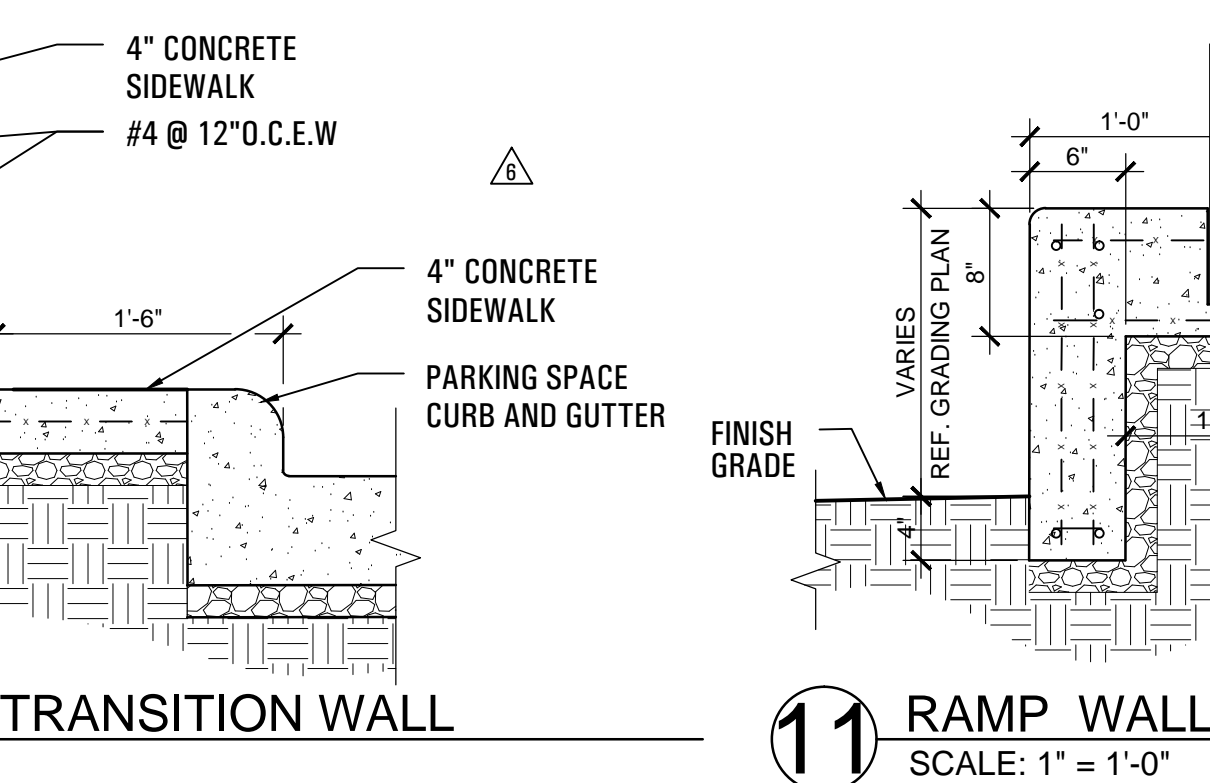 4" CONCRETE
SIDEWALK
#4 @ 12"O.C.E.W
6
4" CONCRETE
SIDEWALK
1'-6"
PARKING SPACE
CURB AND GUTTER
TRANSITION WALL
1'-0"
6"
8"
VARIES
REF. GRADING PLAN
FINISH
GRADE
4"
1
11
RAMP WALL
SCALE: 1" = 1'-0"